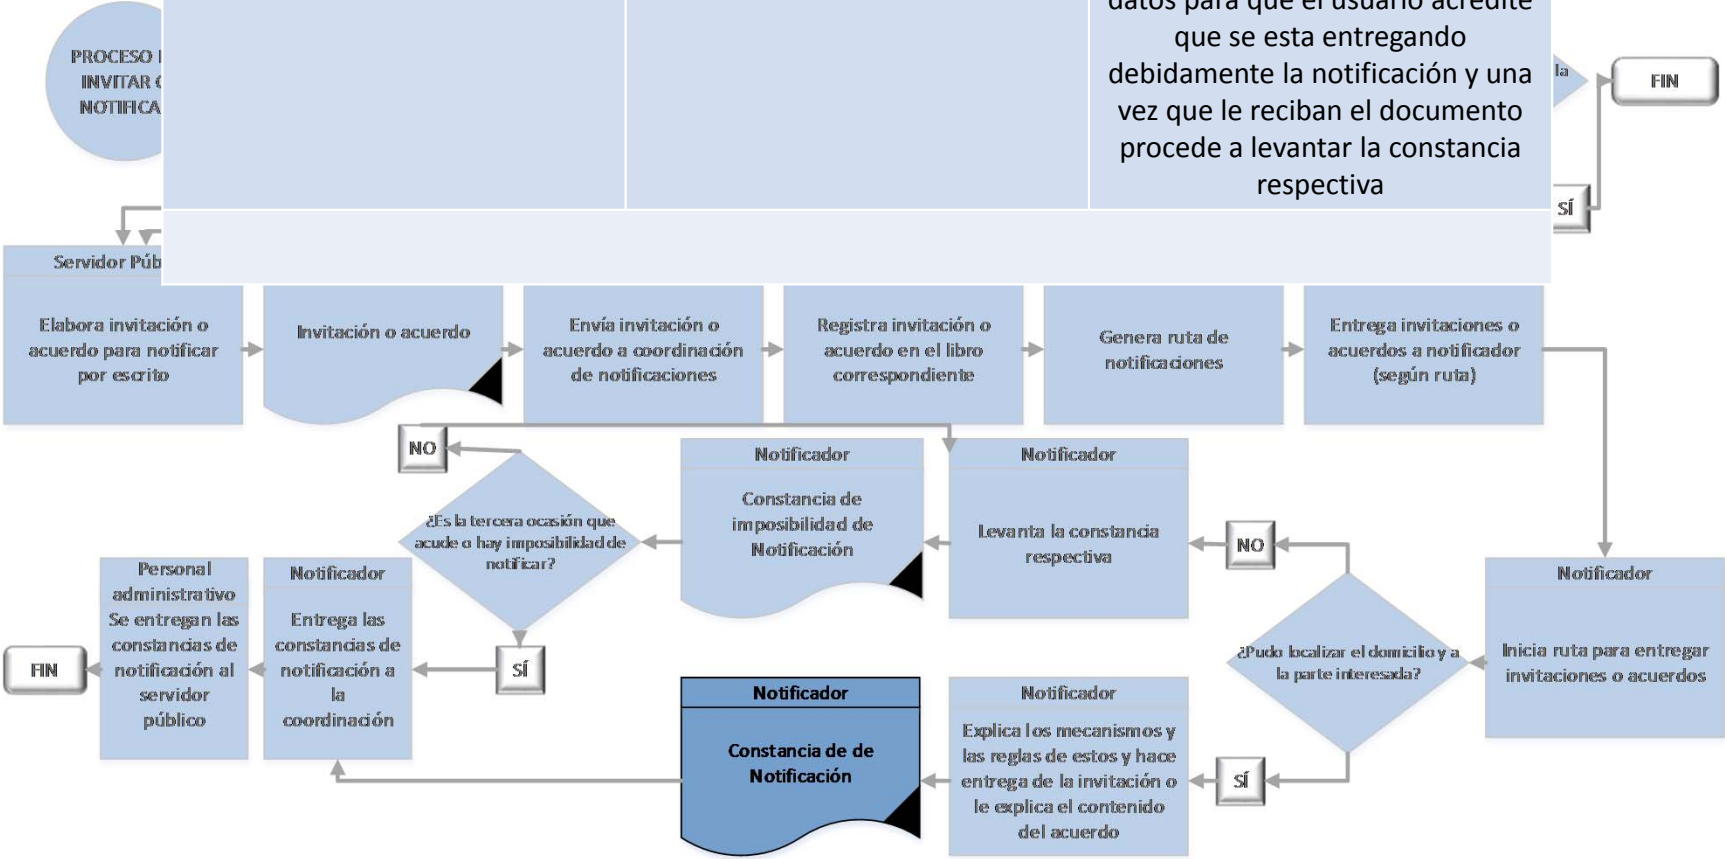 datos para que el usuario acredite
que se esta entregando
debidamente la notificación y una
vez que le reciban el documento
procede a levantar la constancia
respectiva
PROCESO
INVITAR
NOTIFICA
la
FIN
SÍ
Servidor Púb
Elabora invitación o
acuerdo para notificar
por escrito
Invitación o acuerdo
Envía invitación o
acuerdo a coordinación
de notificaciones
Registra invitación o
acuerdo en el libro
correspondiente
Genera ruta de
notificaciones
Entrega invitaciones o
acuerdos a notificador
(según ruta)
NO
¿Es la tercera ocasión que
acude o hay imposibilidad de
notificar?
Notificador
Constancia de
imposibilidad de
Notificación
Notificador
Levanta la constancia
respectiva
NO
¿Pudo localizar el domicilio y a
la parte interesada?
Notificador
Inicia ruta para entregar
invitaciones o acuerdos
FIN
Personal
administrativo
Se entregan las
constancias de
notificación al
servidor
público
Notificador
Entrega las
constancias de
notificación a
la
coordinación
SÍ
Notificador
Constancia de de
Notificación
Notificador
Explica los mecanismos y
las reglas de estos y hace
entrega de la invitación o
le explica el contenido
del acuerdo
SÍ